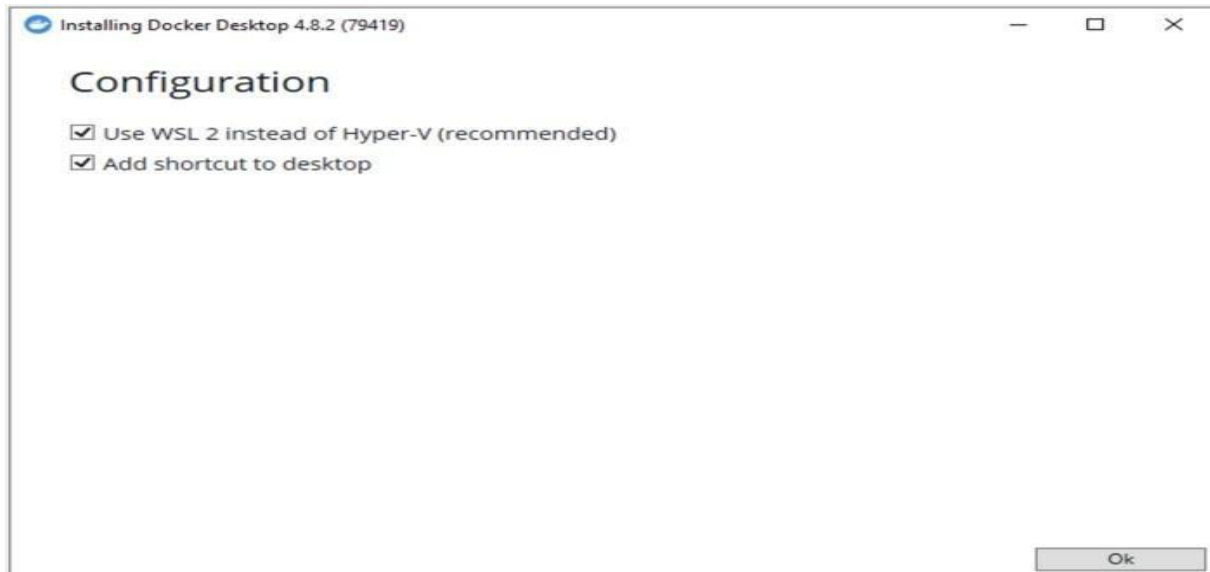 Installing Docker Desktop 4.8.2 (79419)
Configuration
Use WSL 2 instead of Hyper-V (recommended)
Add shortcut to desktop
Ok